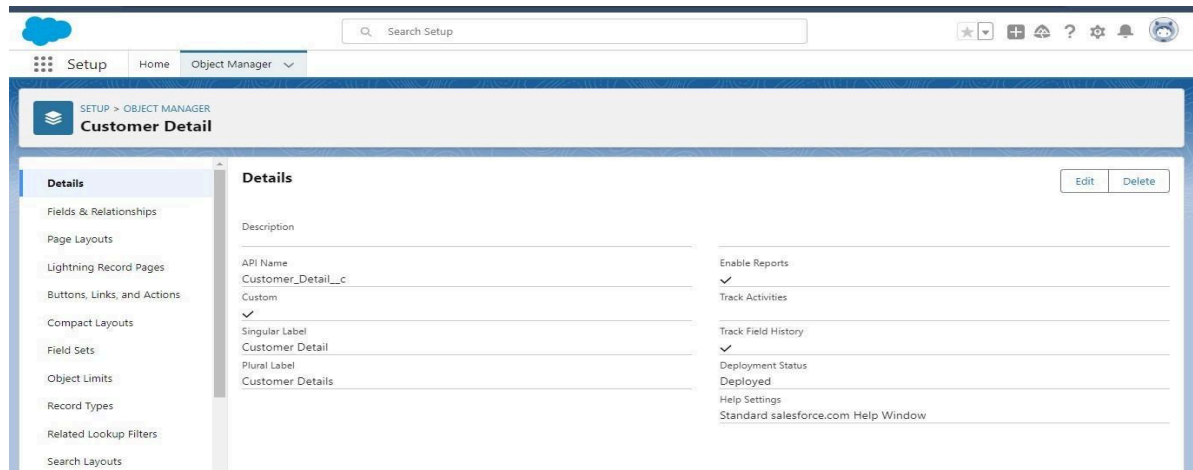 Search Setup
Setup
Home
Object Manager
SETUP > OBJECT MANAGER
Customer Detail
Details
Fields & Relationships
Page Layouts
Lightning Record Pages
Buttons, Links, and Actions
Compact Layouts
Field Sets
Object Limits
Record Types
Related Lookup Filters
Search Layouts
Details
Edit
Delete
Description
API Name
Customer_Detail__c
Custom
Singular Label
Customer Detail
Plural Label
Customer Details
Enable Reports
Track Activities
Track Field History
Deployment Status
Deployed
Help Settings
Standard salesforce.com Help Window